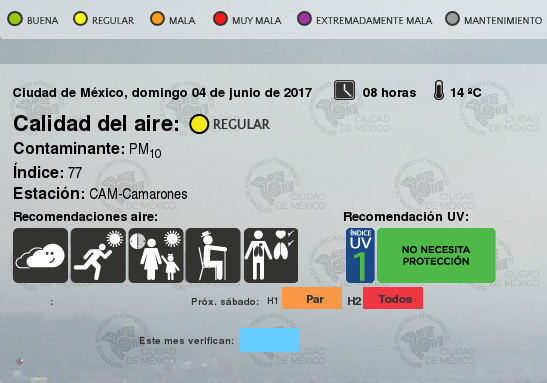 BUENA REGULAR MALA MUY MALA EXTREMADAMENTE MALA MANTENIMIENTO
Ciudad de México, domingo 04 de junio de 2017 08 horas 14 ºC
Calidad del aire: REGULAR
Contaminante: PM10
Índice: 77
Estación: CAM-Camarones
Recomendaciones aire: Recomendación UV:
ÍNDICE
UV
1
NO NECESITA
PROTECCIÓN
: Próx. sábado: H1 Par H2 Todos
Este mes verifican:
CIUDAD
DE MÉXICO